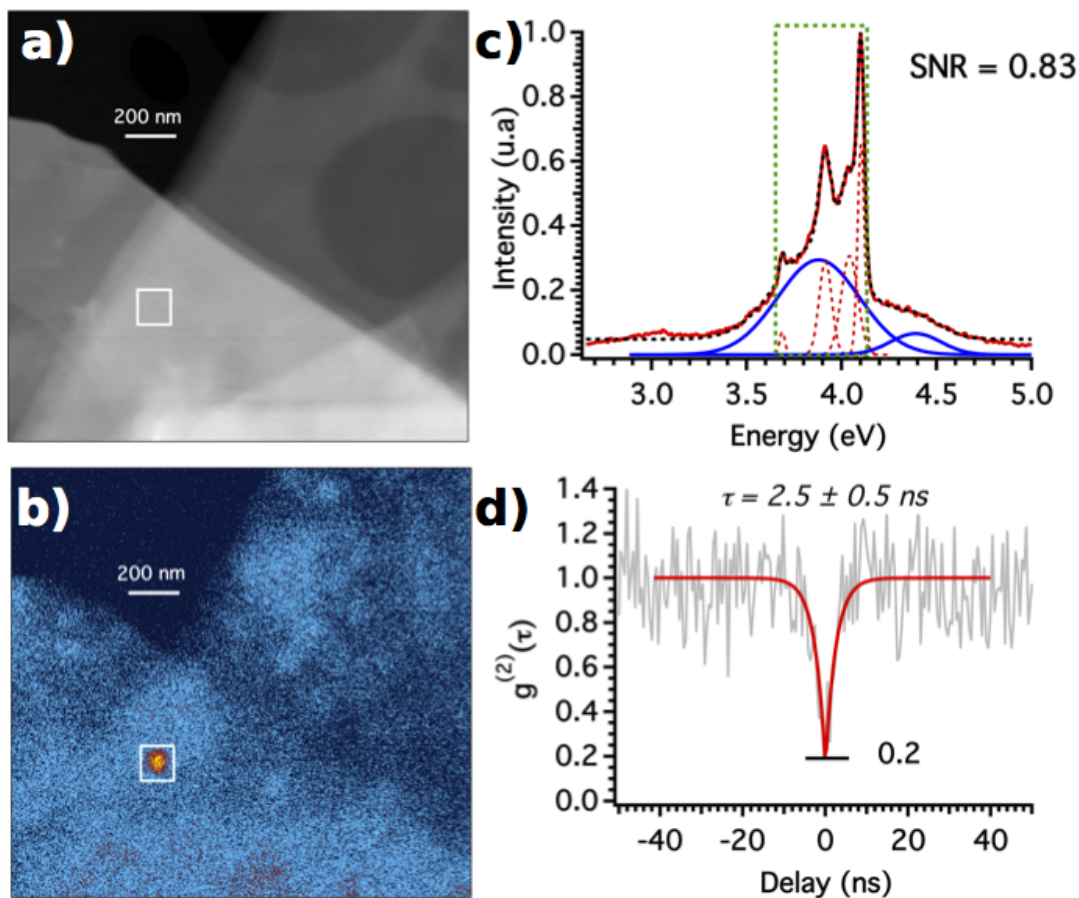 a)
200 nm
b)
200 nm
c)
SNR = 0.83
Intensity (u.a)
1.0
0.8
0.6
0.4
0.2
0.0
3.0 3.5 4.0 4.5 5.0
Energy (eV)
d)
τ = 2.5 ± 0.5 ns
g(2)(τ)
1.4
1.2
1.0
0.8
0.6
0.4
0.2
0.0
0.2
-40 -20 0 20 40
Delay (ns)